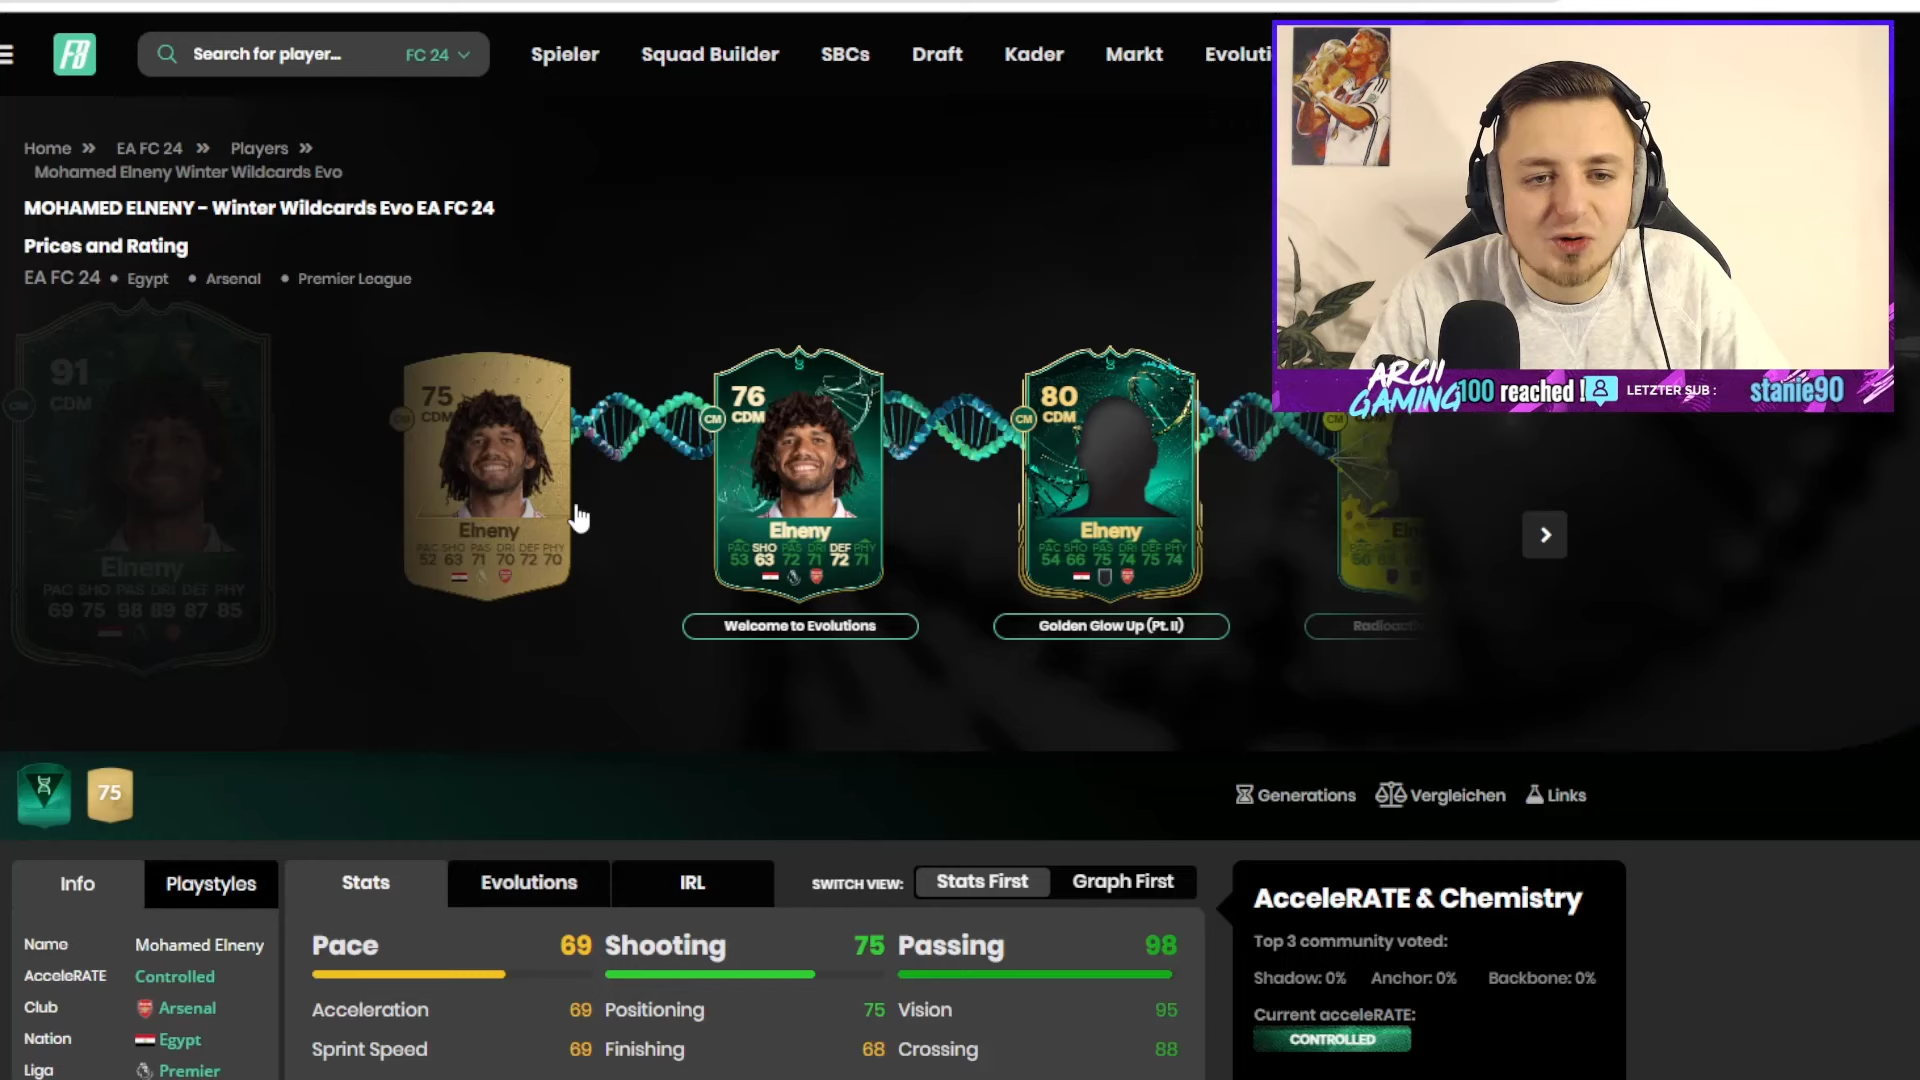 FB
Search for player...
FC 24
Spieler
Squad Builder
SBCs
Draft
Kader
Markt
Evoluti
Home » EA FC 24 » Players »
Mohamed Elneny Winter Wildcards Evo
MOHAMED ELNENY - Winter Wildcards Evo EA FC 24
Prices and Rating
EA FC 24 • Egypt • Arsenal • Premier League
91
CDM
CM
Elneny
PAC SHO PAS DRI DEF PHY
69 75 98 89 87 85
75
CDM
CM
Elneny
PAC SHO PAS DRI DEF PHY
52 63 71 70 72 70
76
CDM
CM
Elneny
PAC SHO PAS DRI DEF PHY
53 63 72 71 72 71
Welcome to Evolutions
80
CDM
CM
Elneny
PAC SHO PAS DRI DEF PHY
54 66 75 74 75 74
Golden Glow Up (Pt. II)
CM
ARCII
GAMING
100 reached !
LETZTER SUB :
stanie90
75
Generations
Vergleichen
Links
Info
Playstyles
Stats
Evolutions
IRL
SWITCH VIEW:
Stats First
Graph First
Name Mohamed Elneny
AcceleRATE Controlled
Club Arsenal
Nation Egypt
Liga Premier
Pace 69
Acceleration 69
Sprint Speed 69
Shooting 75
Positioning 75
Finishing 68
Passing 98
Vision 95
Crossing 88
AcceleRATE & Chemistry
Top 3 community voted:
Shadow: 0% Anchor: 0% Backbone: 0%
Current acceleRATE:
CONTROLLED